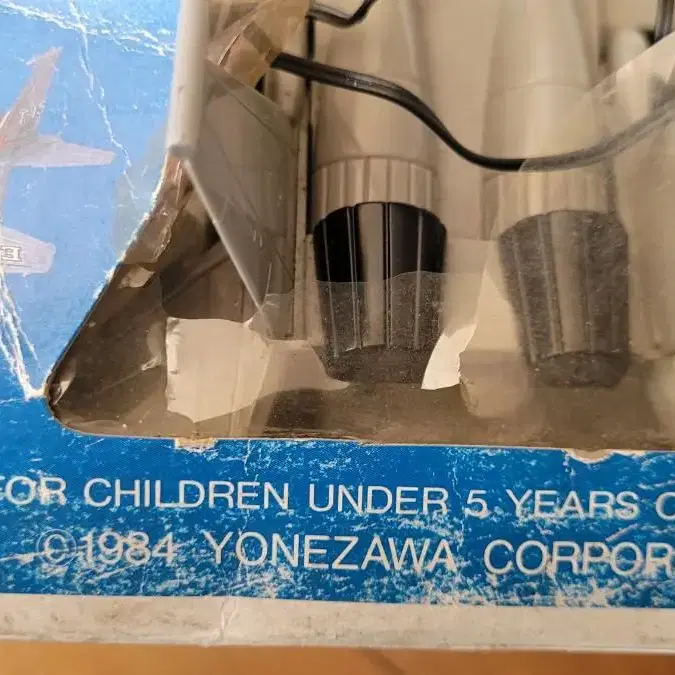 FOR CHILDREN UNDER 5 YEARS O
©1984 YONEZAWA CORPOR